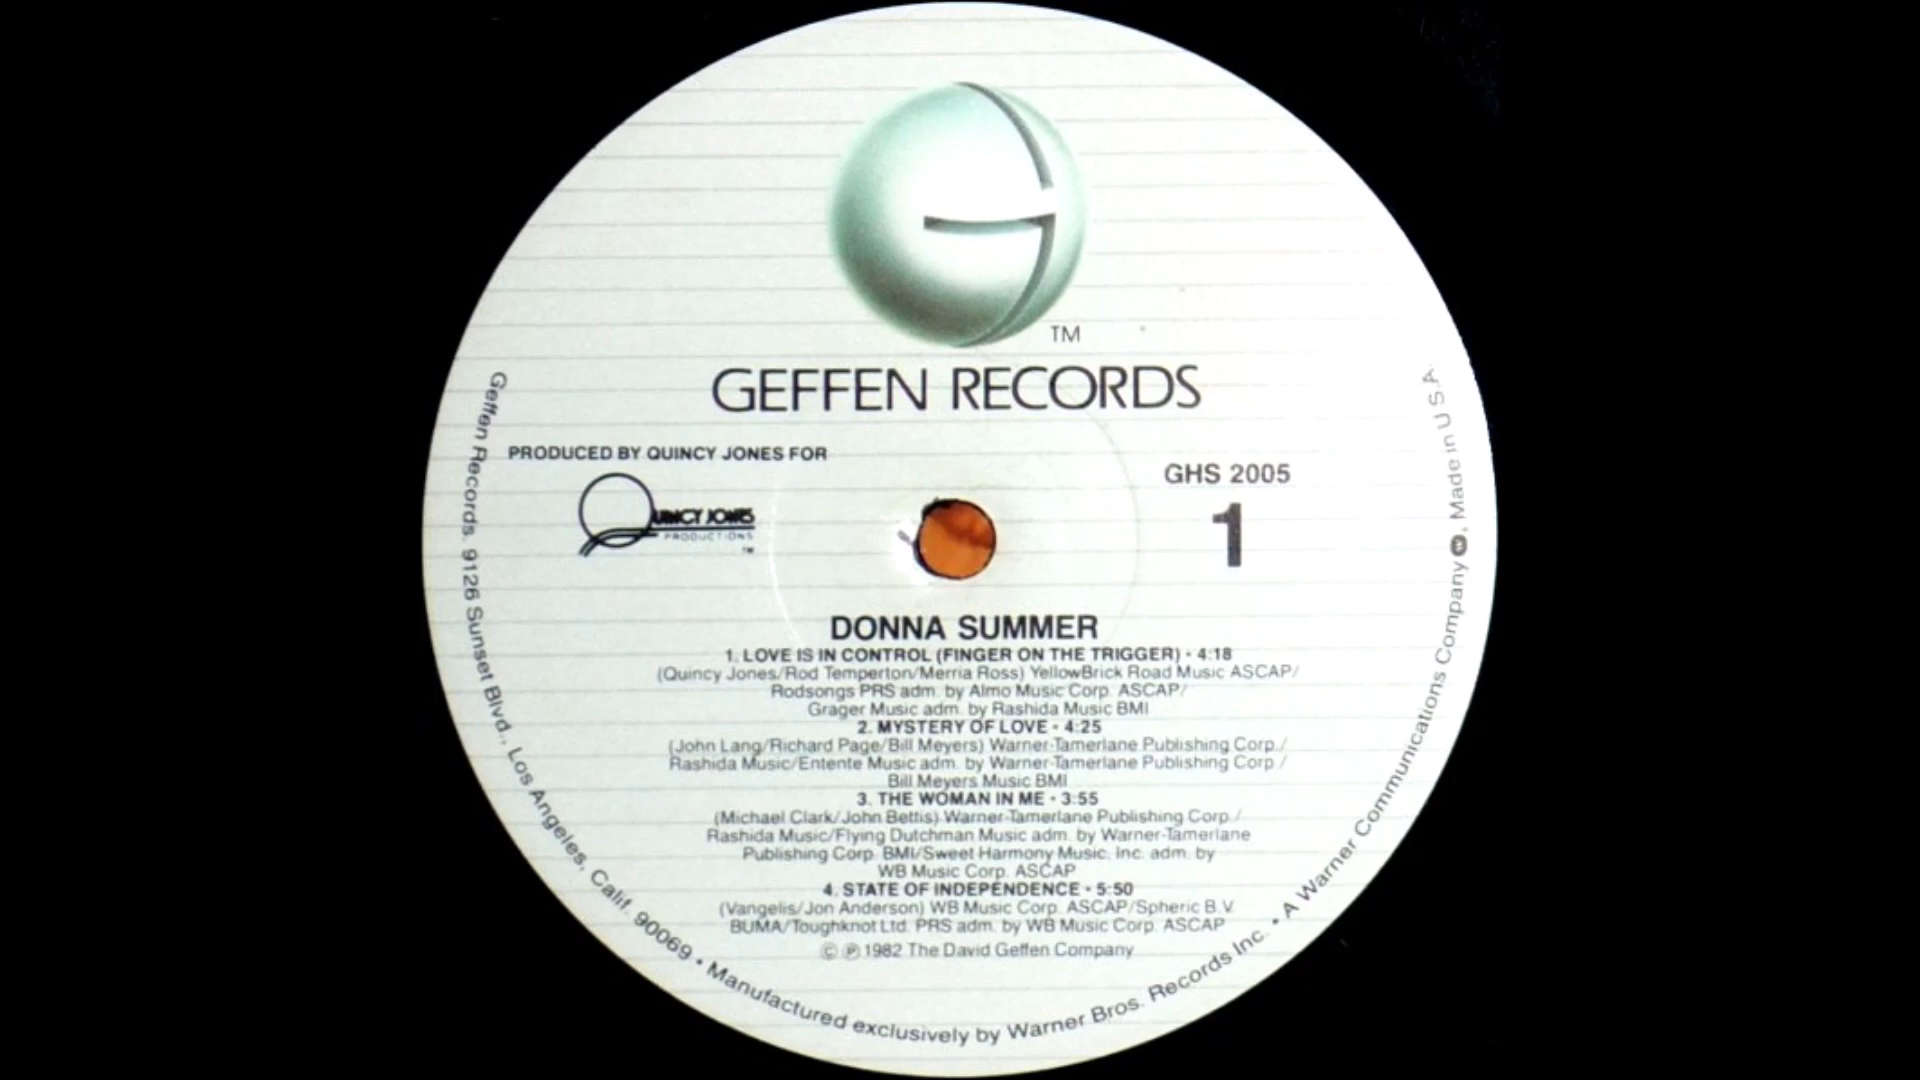 TM
GEFFEN RECORDS
PRODUCED BY QUINCY JONES FOR
QUINCY JONES
PRODUCTIONS
TM
GHS 2005
1
DONNA SUMMER
1. LOVE IS IN CONTROL (FINGER ON THE TRIGGER) • 4:18
(Quincy Jones/Rod Temperton/Merria Ross) YellowBrick Road Music ASCAP/
Rodsongs PRS adm. by Almo Music Corp. ASCAP/
Grager Music adm. by Rashida Music BMI
2. MYSTERY OF LOVE • 4:25
(John Lang/Richard Page/Bill Meyers) Warner-Tamerlane Publishing Corp./
Rashida Music/Entente Music adm. by Warner-Tamerlane Publishing Corp./
Bill Meyers Music BMI
3. THE WOMAN IN ME • 3:55
(Michael Clark/John Bettis) Warner-Tamerlane Publishing Corp./
Rashida Music/Flying Dutchman Music adm. by Warner-Tamerlane
Publishing Corp. BMI/Sweet Harmony Music, Inc. adm. by
WB Music Corp. ASCAP
4. STATE OF INDEPENDENCE • 5:50
(Vangelis/Jon Anderson) WB Music Corp. ASCAP/Spheric B.V.
BUMA/Toughknot Ltd. PRS adm. by WB Music Corp. ASCAP
© ℗ 1982 The David Geffen Company
Geffen Records. 9126 Sunset Blvd., Los Angeles, Calif. 90069 • Manufactured exclusively by Warner Bros. Records Inc. • A Warner Communications Company, Made in U.S.A.